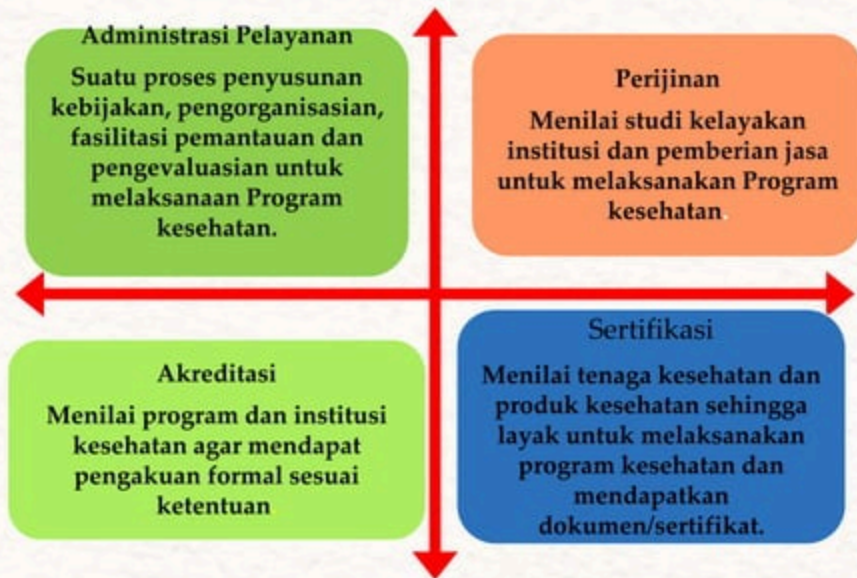 Administrasi Pelayanan
Suatu proses penyusunan
kebijakan, pengorganisasian,
fasilitasi pemantauan dan
pengevaluasian untuk
melaksanaan Program
kesehatan.
Perijinan
Menilai studi kelayakan
institusi dan pemberian jasa
untuk melaksanakan Program
kesehatan.
Akreditasi
Menilai program dan institusi
kesehatan agar mendapat
pengakuan formal sesuai
ketentuan
Sertifikasi
Menilai tenaga kesehatan dan
produk kesehatan sehingga
layak untuk melaksanakan
program kesehatan dan
mendapatkan
dokumen/sertifikat.